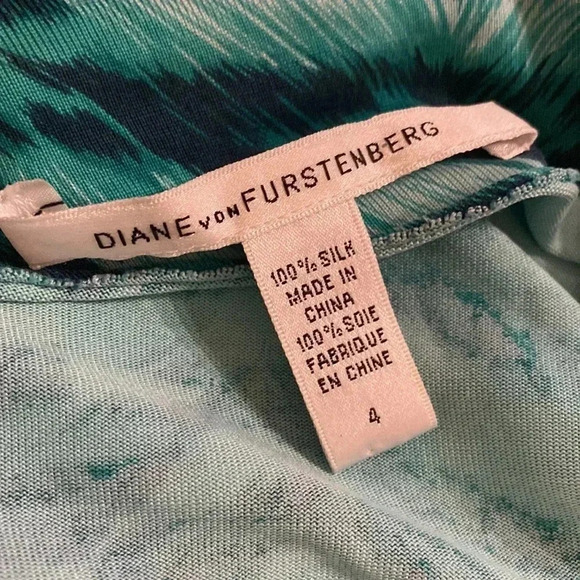 DIANE VON FURSTENBERG
100% SILK
MADE IN
CHINA
100% SOIE
FABRIQUE
EN CHINE
4